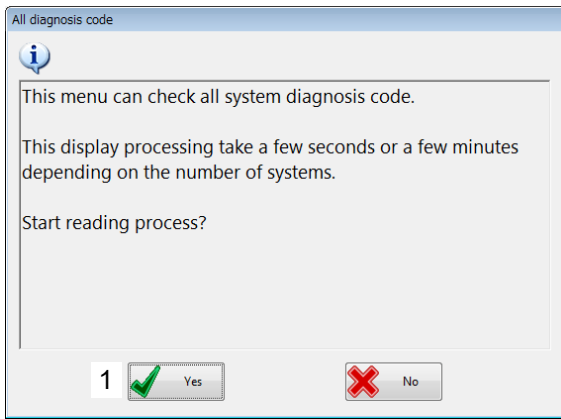 All diagnosis code
This menu can check all system diagnosis code.
This display processing take a few seconds or a few minutes
depending on the number of systems.
Start reading process?
1 Yes No